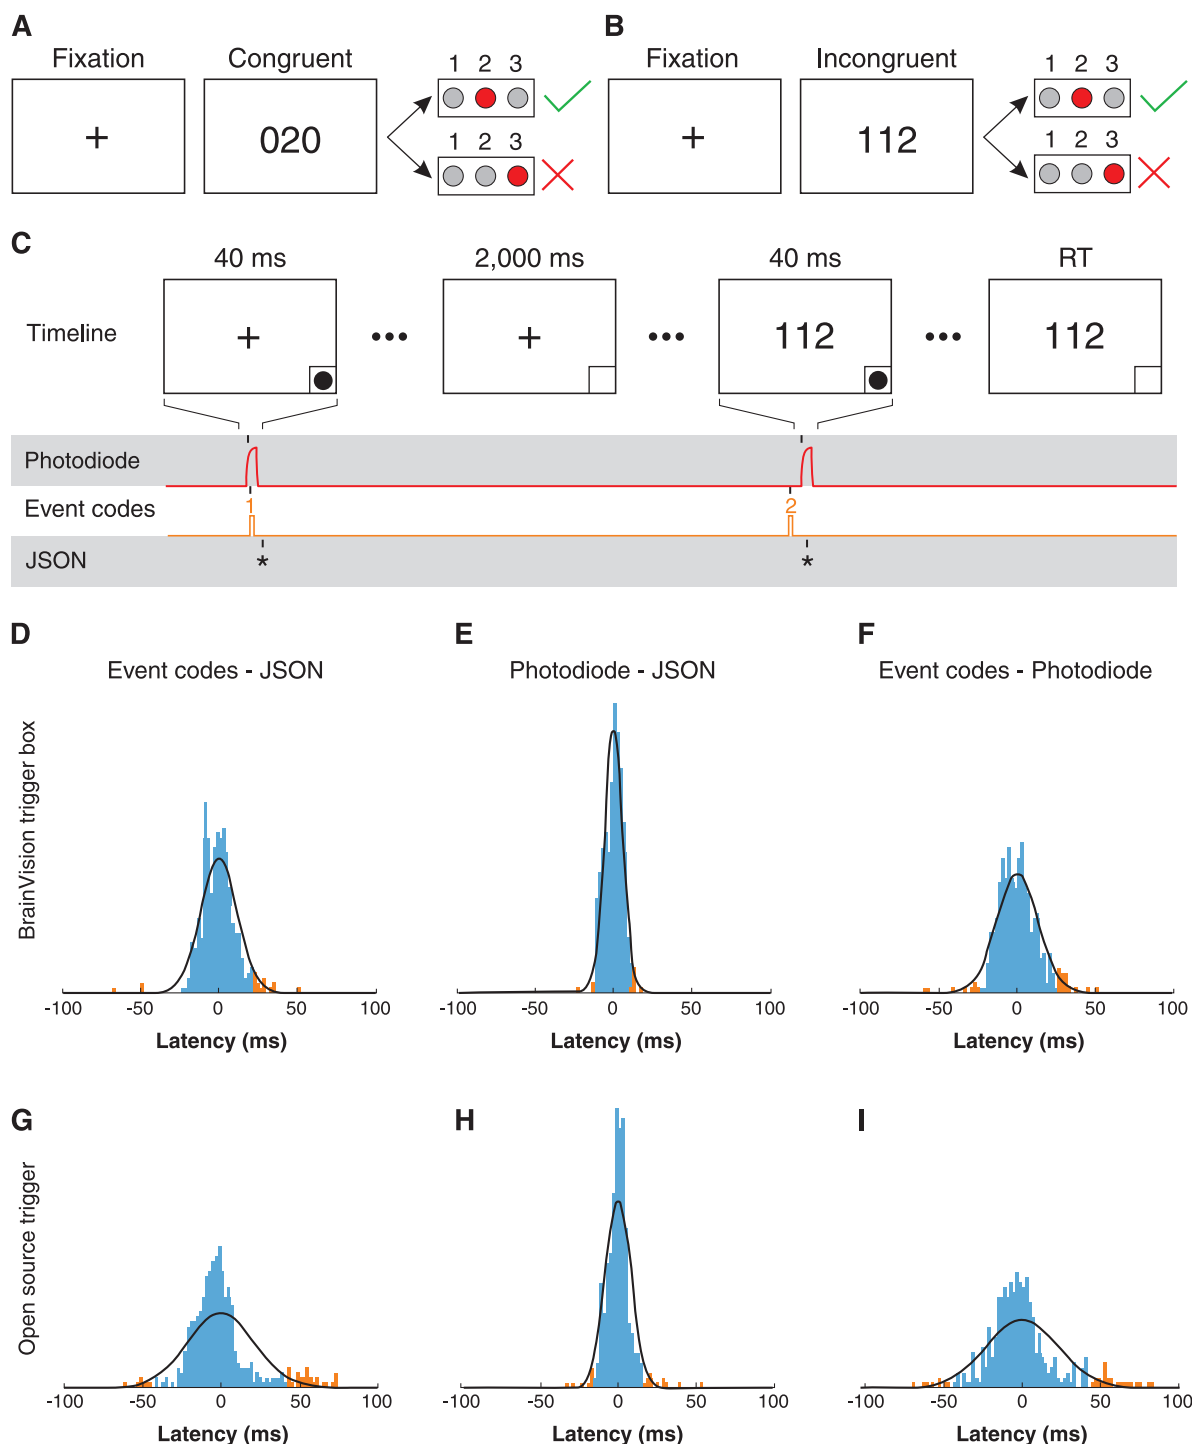 A
B
Fixation
Congruent
1 2 3
020
1 2 3
Fixation
Incongruent
1 2 3
112
1 2 3
C
40 ms
2,000 ms
40 ms
RT
Timeline
112
112
Photodiode
Event codes
1
2
JSON
*
*
D
E
F
Event codes - JSON
Photodiode - JSON
Event codes - Photodiode
BrainVision trigger box
-100 -50 0 50 100
-100 -50 0 50 100
-100 -50 0 50 100
Latency (ms)
Latency (ms)
Latency (ms)
G
H
I
Open source trigger
-100 -50 0 50 100
-100 -50 0 50 100
-100 -50 0 50 100
Latency (ms)
Latency (ms)
Latency (ms)